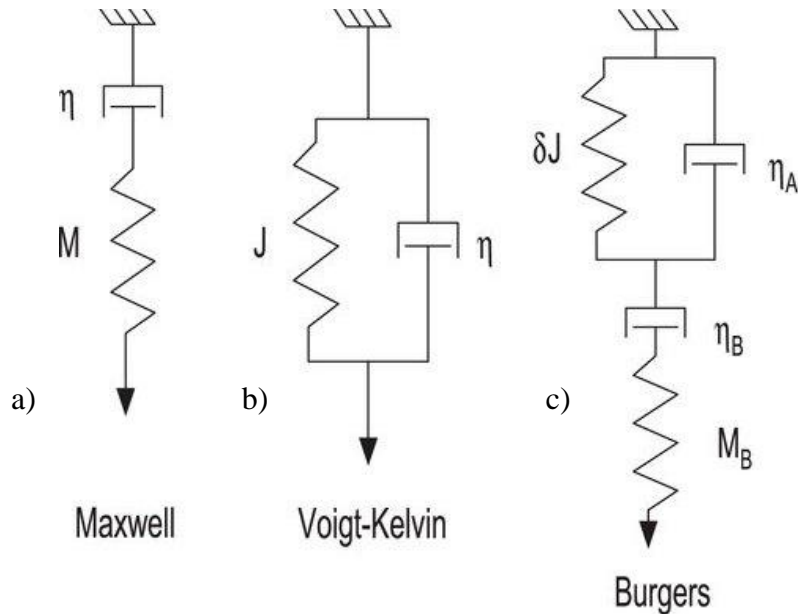 η
M
a)
Maxwell
J
η
b)
Voigt-Kelvin
δJ
η_A
η_B
M_B
c)
Burgers